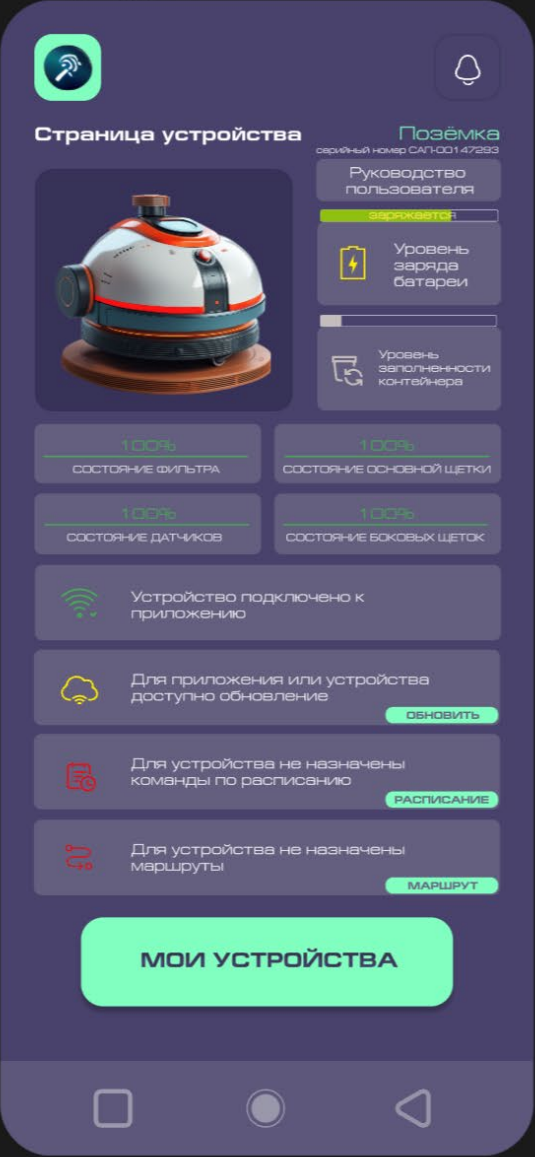 Страница устройства
Позёмка
серийный номер САП-00147293
Руководство
пользователя
заряжается
Уровень
заряда
батареи
Уровень
заполненности
контейнера
100%
СОСТОЯНИЕ ФИЛЬТРА
100%
СОСТОЯНИЕ ОСНОВНОЙ ЩЕТКИ
100%
СОСТОЯНИЕ ДАТЧИКОВ
100%
СОСТОЯНИЕ БОКОВЫХ ЩЕТОК
Устройство подключено к
приложению
Для приложения или устройства
доступно обновление
ОБНОВИТЬ
Для устройства не назначены
команды по расписанию
РАСПИСАНИЕ
Для устройства не назначены
маршруты
МАРШРУТ
МОИ УСТРОЙСТВА